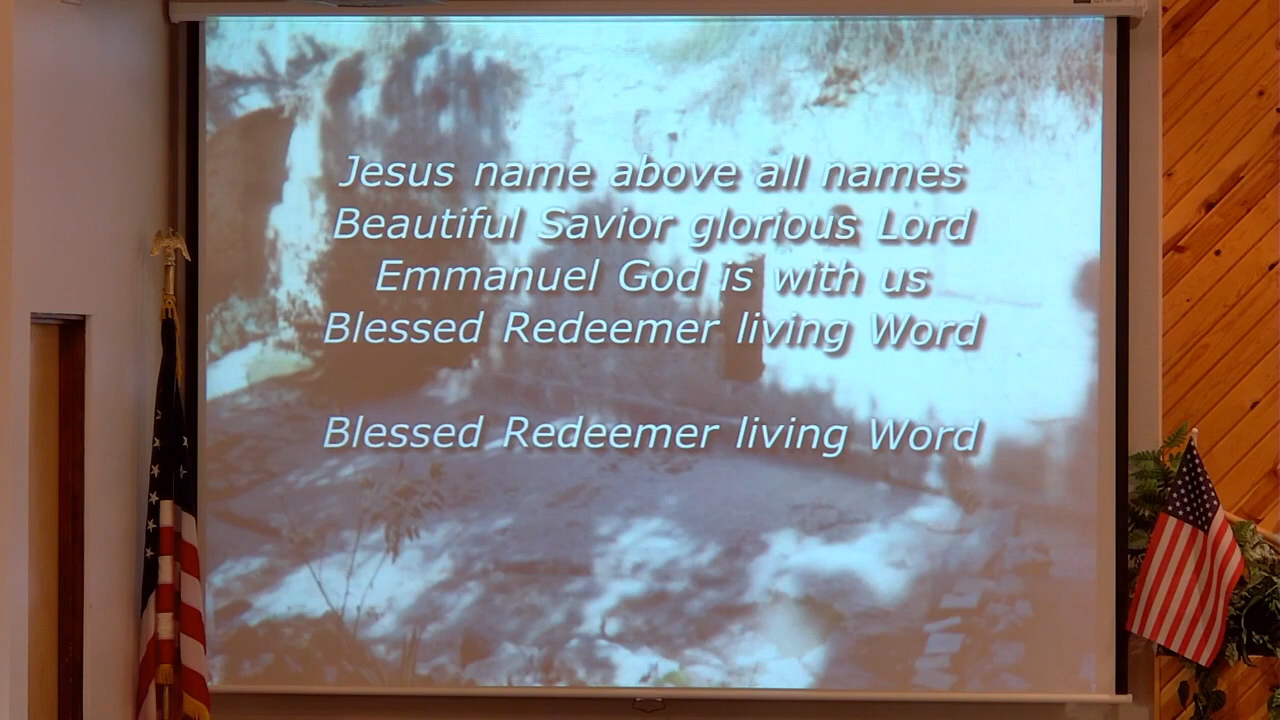 Jesus name above all names
Beautiful Savior glorious Lord
Emmanuel God is with us
Blessed Redeemer living Word
Blessed Redeemer living Word